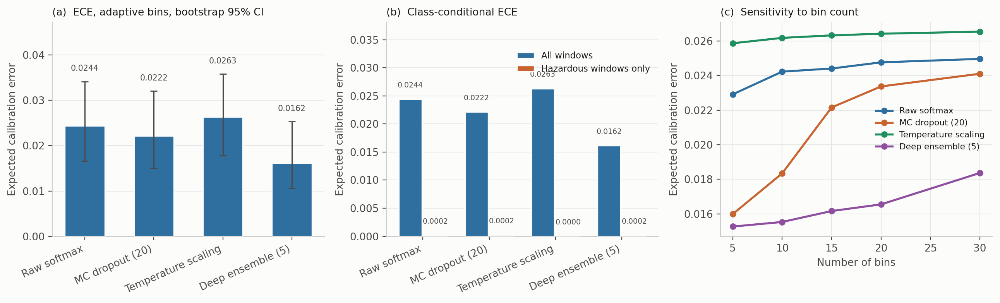 (a)  ECE, adaptive bins, bootstrap 95% CI
Expected calibration error
0.04
0.03
0.02
0.01
0.00
0.0244
0.0222
0.0263
0.0162
Raw softmax
MC dropout (20)
Temperature scaling
Deep ensemble (5)
(b)  Class-conditional ECE
Expected calibration error
0.035
0.030
0.025
0.020
0.015
0.010
0.005
0.000
All windows
Hazardous windows only
0.0244
0.0222
0.0263
0.0162
0.0002
0.0002
0.0000
0.0002
Raw softmax
MC dropout (20)
Temperature scaling
Deep ensemble (5)
(c)  Sensitivity to bin count
Expected calibration error
0.026
0.024
0.022
0.020
0.018
0.016
Raw softmax
MC dropout (20)
Temperature scaling
Deep ensemble (5)
5
10
15
20
25
30
Number of bins